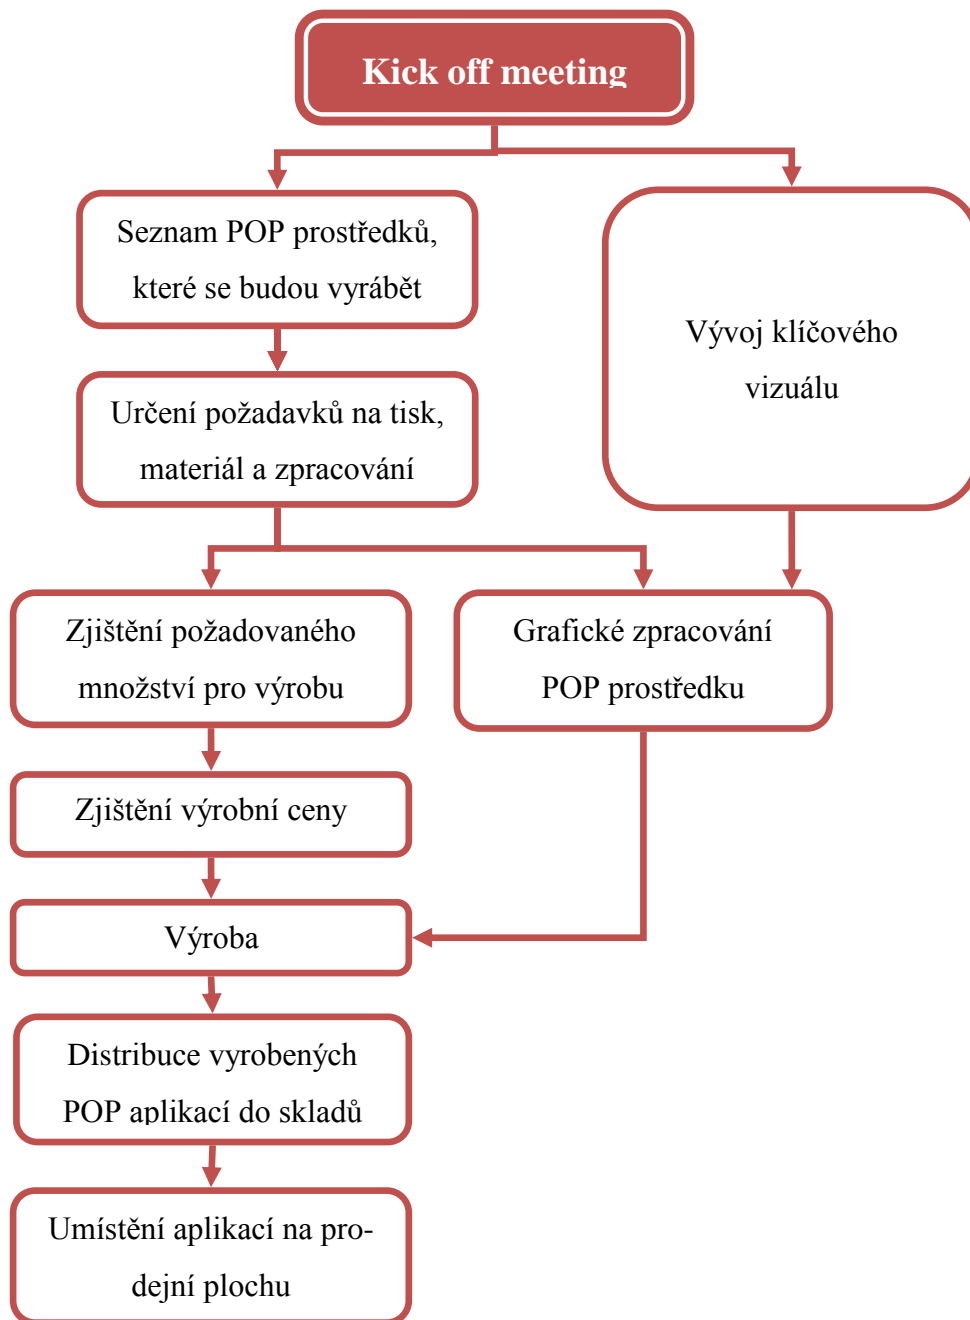 Kick off meeting
Seznam POP prostředků,
které se budou vyrábět
Vývoj klíčového
vizuálu
Určení požadavků na tisk,
materiál a zpracování
Zjištění požadovaného
množství pro výrobu
Grafické zpracování
POP prostředku
Zjištění výrobní ceny
Výroba
Distribuce vyrobených
POP aplikací do skladů
Umístění aplikací na pro-
dejní plochu